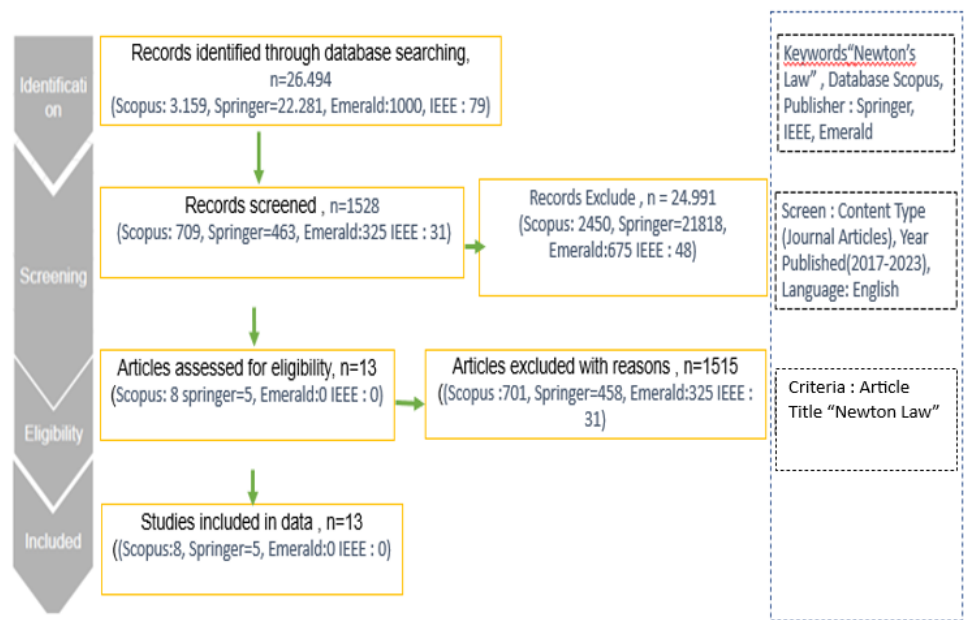 Identificati
on
Records identified through database searching,
n=26.494
(Scopus: 3.159, Springer=22.281, Emerald:1000, IEEE : 79)
Keywords“Newton’s
Law” , Database Scopus,
Publisher : Springer,
IEEE, Emerald
Screening
Records screened , n=1528
(Scopus: 709, Springer=463, Emerald:325 IEEE : 31)
Records Exclude , n = 24.991
(Scopus: 2450, Springer=21818,
Emerald:675 IEEE : 48)
Screen : Content Type
(Journal Articles), Year
Published(2017-2023),
Language: English
Eligibility
Articles assessed for eligibility, n=13
(Scopus: 8 springer=5, Emerald:0 IEEE : 0)
Articles excluded with reasons , n=1515
((Scopus :701, Springer=458, Emerald:325 IEEE :
31)
Criteria : Article
Title “Newton Law”
Included
Studies included in data , n=13
((Scopus:8, Springer=5, Emerald:0 IEEE : 0)